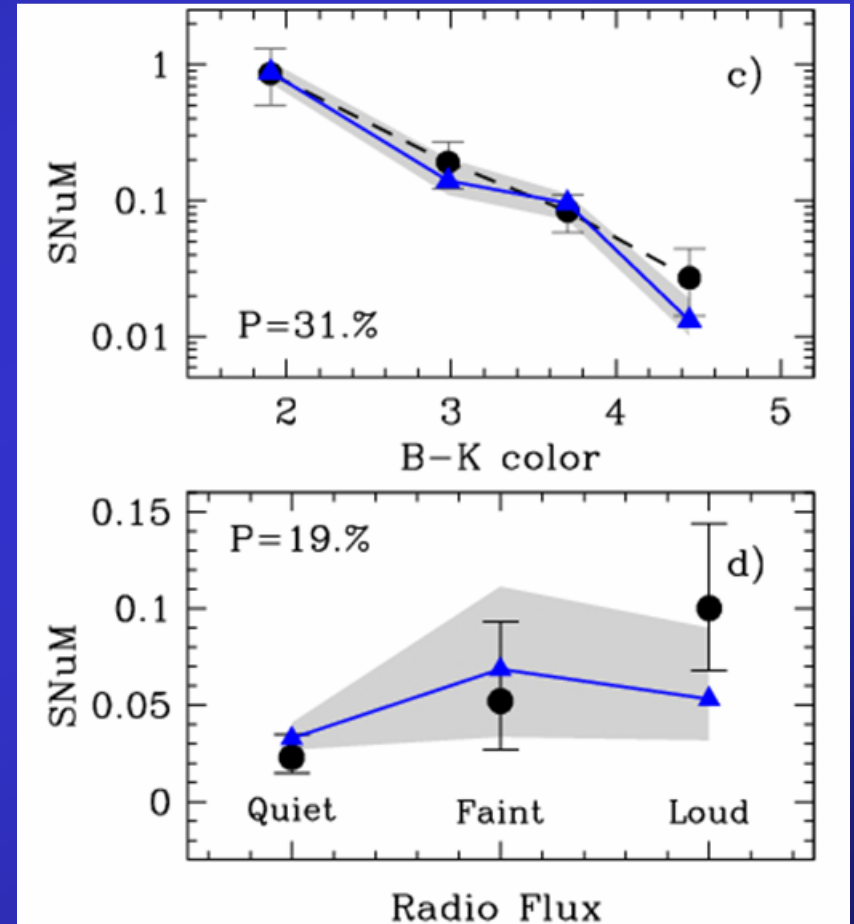 c)
1
0.1
0.01
SNuM
P=31.%
2 3 4 5
B-K color
0.15
P=19.%
d)
0.1
SNuM
0.05
0
Quiet Faint Loud
Radio Flux